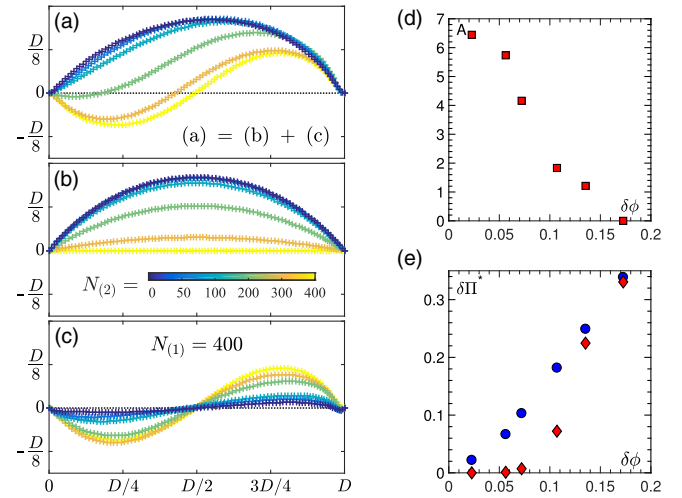 (a)
D/8
0
−D/8
(a) = (b) + (c)
(b)
D/8
0
−D/8
N(2) =
0 50 100 200 300 400
(c)
N(1) = 400
D/8
0
−D/8
0 D/4 D/2 3D/4 D
(d)
A
7
6
5
4
3
2
1
0
δϕ
0 0.05 0.1 0.15 0.2
(e)
δΠ*
0.3
0.2
0.1
0
δϕ
0 0.05 0.1 0.15 0.2